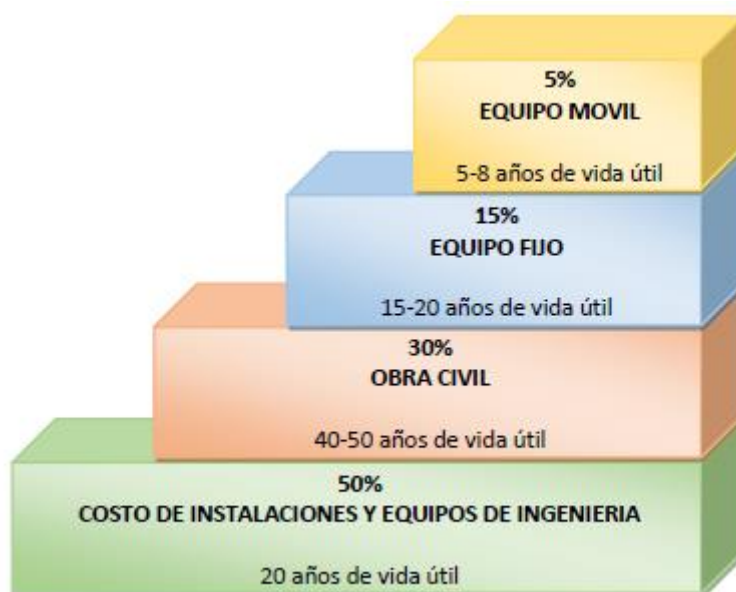 5%
EQUIPO MOVIL
5-8 años de vida útil
15%
EQUIPO FIJO
15-20 años de vida útil
30%
OBRA CIVIL
40-50 años de vida útil
50%
COSTO DE INSTALACIONES Y EQUIPOS DE INGENIERIA
20 años de vida útil